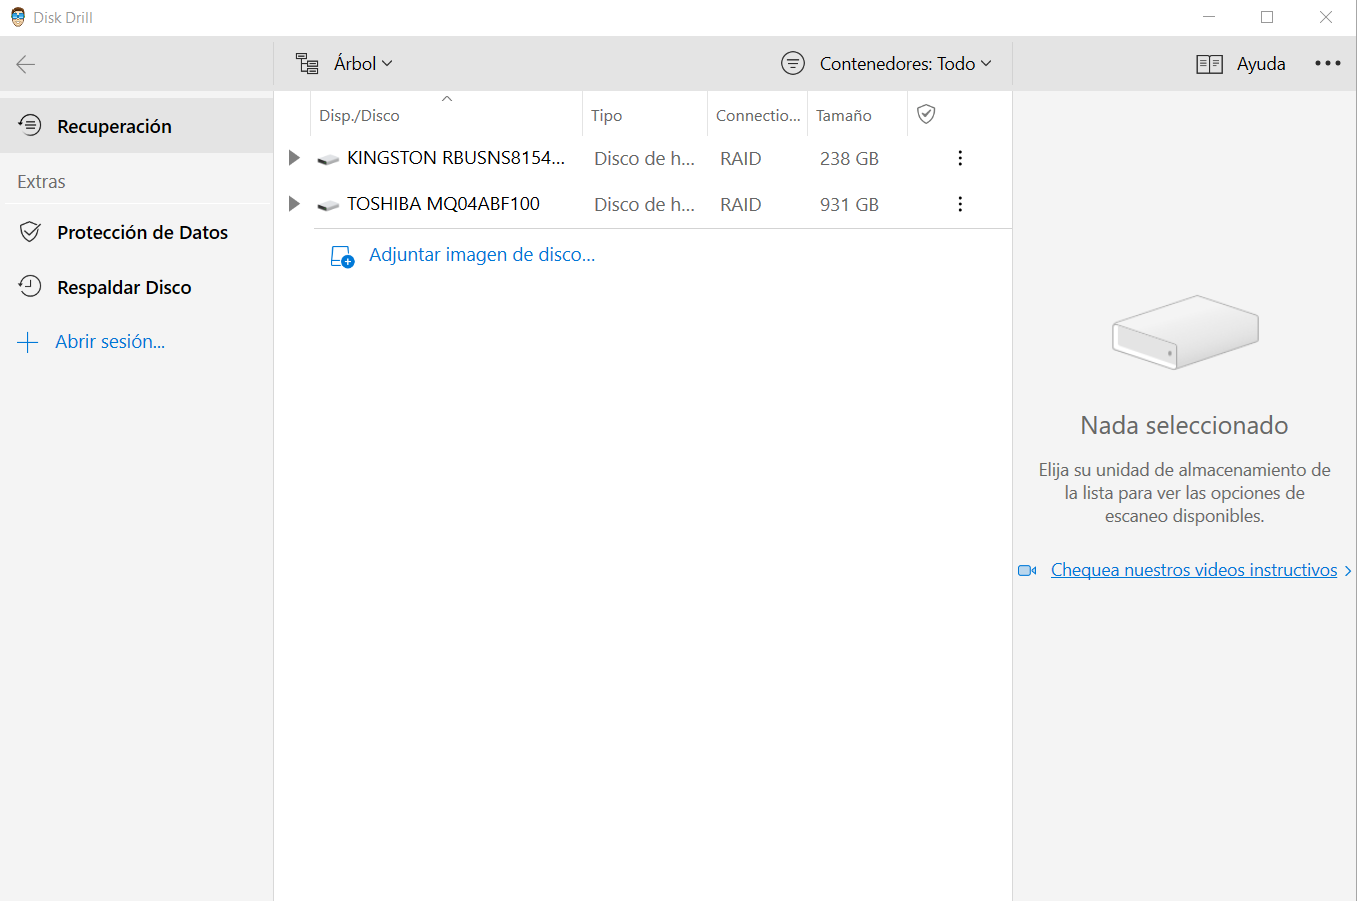 Disk Drill
Árbol
Contenedores: Todo
Ayuda
Recuperación
Extras
Protección de Datos
Respaldar Disco
Abrir sesión...
Disp./Disco Tipo Connectio... Tamaño
KINGSTON RBUSNS8154... Disco de h... RAID 238 GB
TOSHIBA MQ04ABF100 Disco de h... RAID 931 GB
Adjuntar imagen de disco...
Nada seleccionado
Elija su unidad de almacenamiento de
la lista para ver las opciones de
escaneo disponibles.
Chequea nuestros videos instructivos